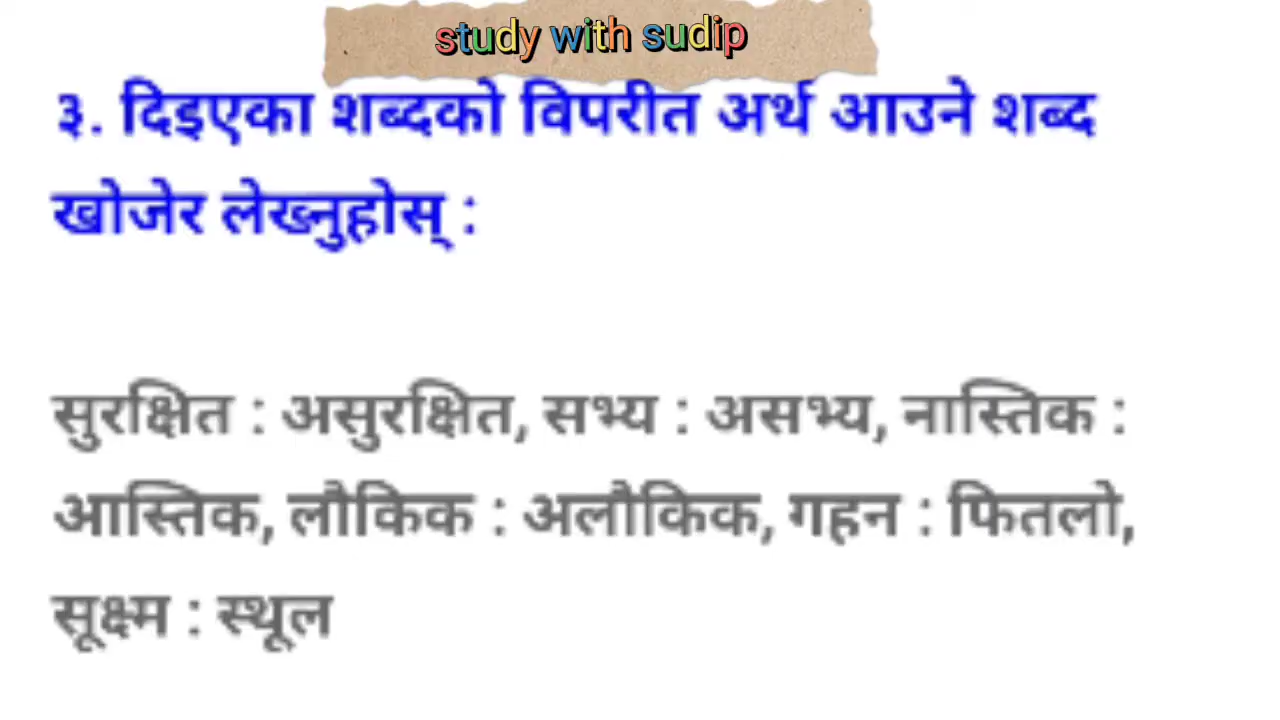 study with sudip
३. दिइएका शब्दको विपरीत अर्थ आउने शब्द
खोजेर लेख्नुहोस् :
सुरक्षित : असुरक्षित, सभ्य : असभ्य, नास्तिक :
आस्तिक, लौकिक : अलौकिक, गहन : फितलो,
सूक्ष्म : स्थूल